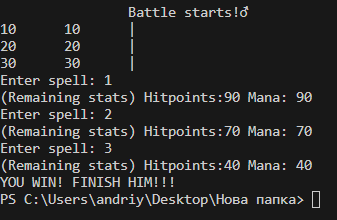 Battle starts!♂
10 10 |
20 20 |
30 30 |
Enter spell: 1
(Remaining stats) Hitpoints:90 Mana: 90
Enter spell: 2
(Remaining stats) Hitpoints:70 Mana: 70
Enter spell: 3
(Remaining stats) Hitpoints:40 Mana: 40
YOU WIN! FINISH HIM!!!
PS C:\Users\andriy\Desktop\Нова папка>